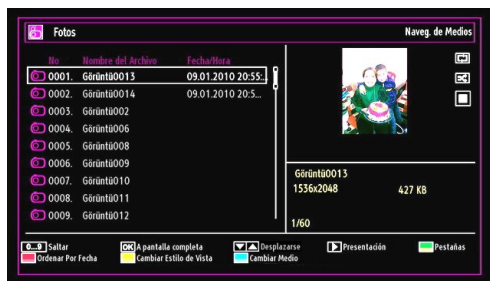 Fotos
Naveg. de Medios
No Nombre del Archivo Fecha/Hora
0001. Görüntü0013 09.01.2010 20:55:..
0002. Görüntü0014 09.01.2010 20:5...
0003. Görüntü002
0004. Görüntü006
0005. Görüntü008
0006. Görüntü009
0007. Görüntü010
0008. Görüntü011
0009. Görüntü012
Görüntü0013
1536x2048 427 KB
1/60
0...9 Saltar OK A pantalla completa Desplazarse Presentación Pestañas
Ordenar Por Fecha Cambiar Estilo de Vista Cambiar Medio